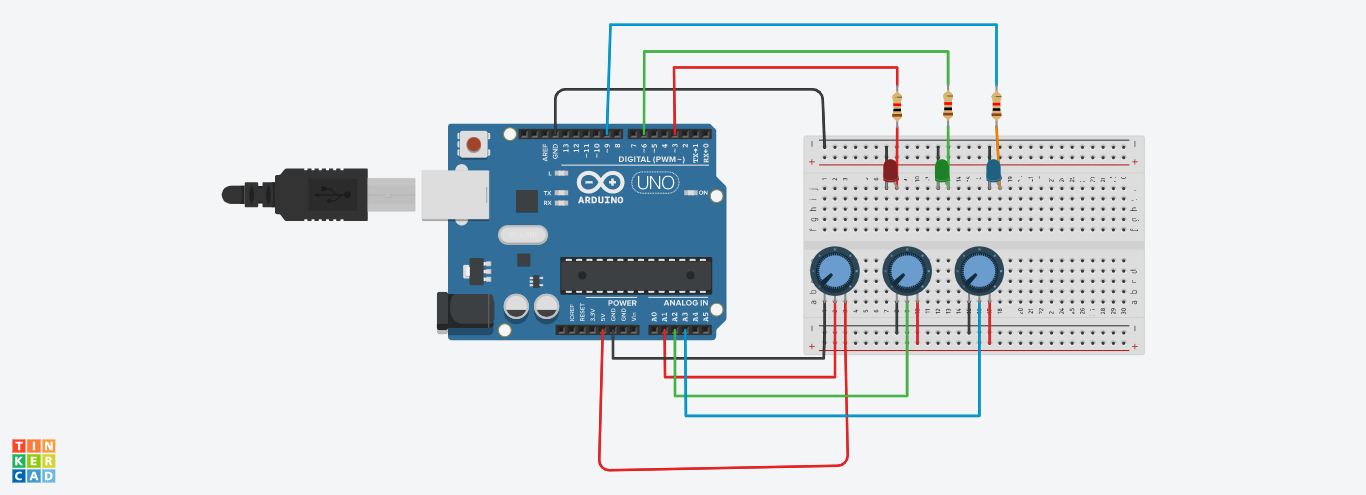 AREF
GND
13
12
~11
~10
~9
8
7
~6
~5
4
~3
2
TX→1
RX←0
DIGITAL (PWM~)
L
TX
RX
ARDUINO
UNO
ON
POWER
ANALOG IN
IOREF
RESET
3.3V
5V
GND
GND
Vin
A0
A1
A2
A3
A4
A5
TIN
KER
CAD